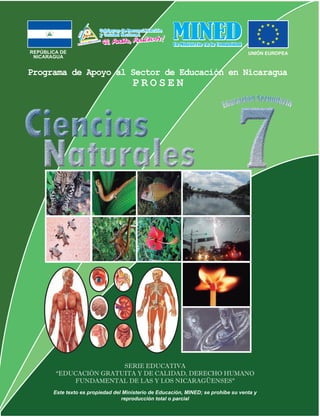 MINED
REPÚBLICA DE
NICARAGUA
UNIÓN EUROPEA
Programa de Apoyo al Sector de Educación en Nicaragua
PROSEN
Educación Secundaria
Ciencias
Naturales
7
SERIE EDUCATIVA
“EDUCACIÓN GRATUITA Y DE CALIDAD, DERECHO HUMANO
FUNDAMENTAL DE LAS Y LOS NICARAGÜENSES”
Este texto es propiedad del Ministerio de Educación, MINED; se prohíbe su venta y
reproducción total o parcial